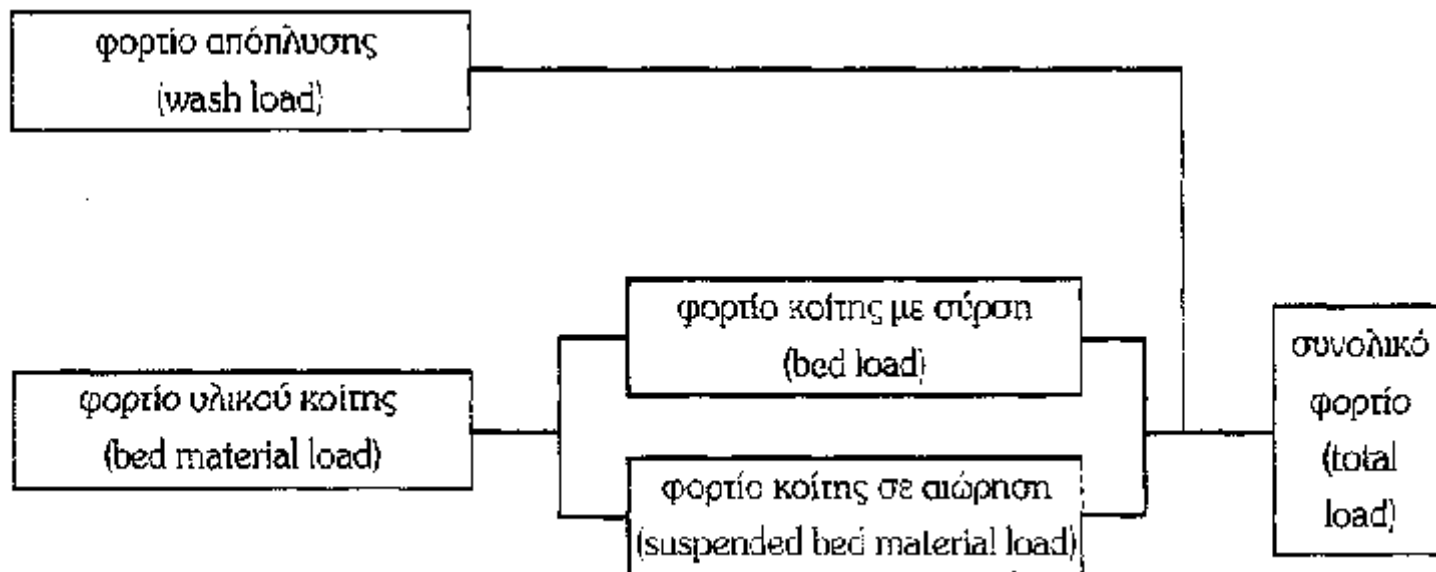 φορτίο απόπλυσης
(wash load)
φορτίο κοίτης με σύρση
(bed load)
φορτίο υλικού κοίτης
(bed material load)
φορτίο κοίτης σε αιώρηση
(suspended bed material load)
συνολικό
φορτίο
(total
load)